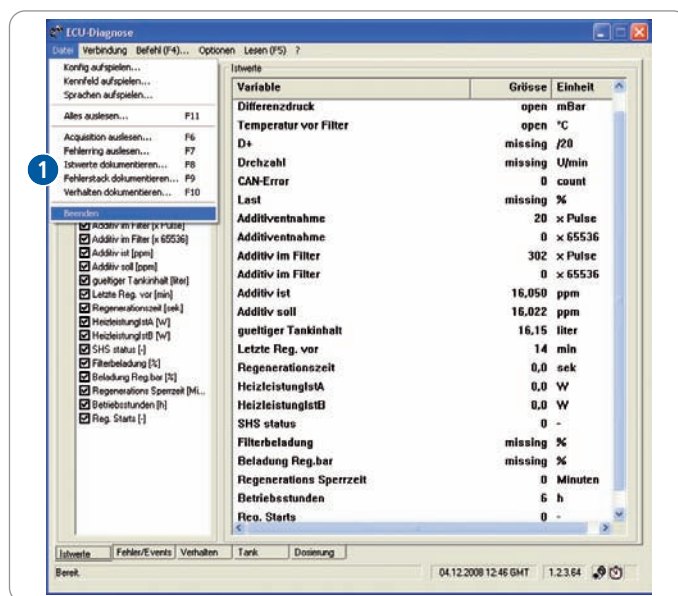 ECU-Diagnose
Datei Verbindung Befehl (F4)... Optionen Lesen (F5) ?
Konfig aufspielen...
Kennfeld aufspielen...
Sprachen aufspielen...
Alles auslesen... F11
Acquisition auslesen... F6
Fehlerring auslesen... F7
Istwerte dokumentieren... F8
Fehlerstack dokumentieren... F9
Verhalten dokumentieren... F10
Beenden
1
Additiv im Filter [x Pulse]
Additiv im Filter [x 65536]
Additiv ist [ppm]
Additiv soll [ppm]
gueltiger Tankinhalt [liter]
Letzte Reg. vor [min]
Regenerationszeit [sek]
HeizleistungIstA [W]
HeizleistungIstB [W]
SHS status [-]
Filterbeladung [%]
Beladung Reg.bar [%]
Regenerations Sperrzeit [Mi...
Betriebsstunden [h]
Reg. Starts [-]
Istwerte
Variable Grösse Einheit
Differenzdruck open mBar
Temperatur vor Filter open °C
D+ missing /20
Drehzahl missing U/min
CAN-Error 0 count
Last missing %
Additiventnahme 20 x Pulse
Additiventnahme 0 x 65536
Additiv im Filter 302 x Pulse
Additiv im Filter 0 x 65536
Additiv ist 16,050 ppm
Additiv soll 16,022 ppm
gueltiger Tankinhalt 16,15 liter
Letzte Reg. vor 14 min
Regenerationszeit 0,0 sek
HeizleistungIstA 0,0 W
HeizleistungIstB 0,0 W
SHS status 0 -
Filterbeladung missing %
Beladung Reg.bar missing %
Regenerations Sperrzeit 0 Minuten
Betriebsstunden 6 h
Reg. Starts 0 -
Istwerte Fehler/Events Verhalten Tank Dosierung
Bereit. 04.12.2008 12:46 GMT 1.2.3.64